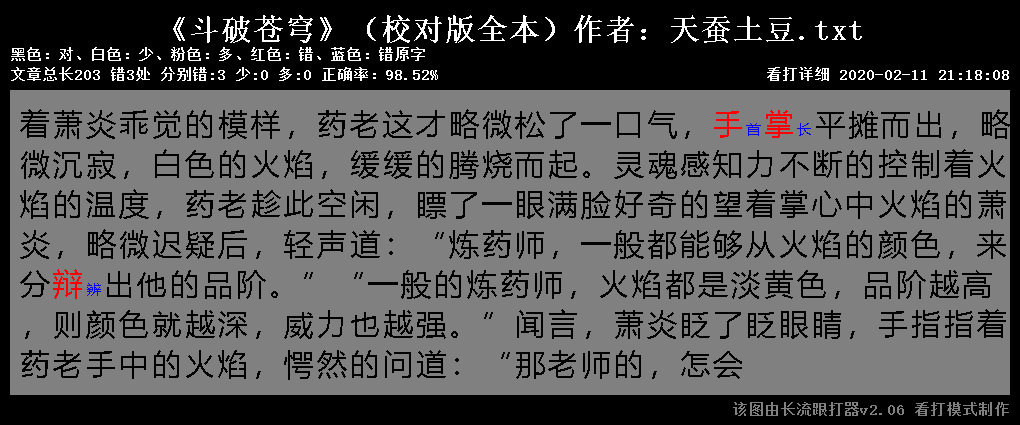 《斗破苍穹》（校对版全本）作者：天蚕土豆.txt
黑色：对、白色：少、粉色：多、红色：错、蓝色：错原字
文章总长203 错3处 分别错:3 少:0 多:0 正确率：98.52% 看打详细 2020-02-11 21:18:08
着萧炎乖觉的模样，药老这才略微松了一口气，手首掌长平摊而出，略
微沉寂，白色的火焰，缓缓的腾烧而起。灵魂感知力不断的控制着火
焰的温度，药老趁此空闲，瞟了一眼满脸好奇的望着掌心中火焰的萧
炎，略微迟疑后，轻声道：“炼药师，一般都能够从火焰的颜色，来
分辩辨出他的品阶。”“一般的炼药师，火焰都是淡黄色，品阶越高
，则颜色就越深，威力也越强。”闻言，萧炎眨了眨眼睛，手指指着
药老手中的火焰，愕然的问道：“那老师的，怎会
该图由长流跟打器v2.06 看打模式制作